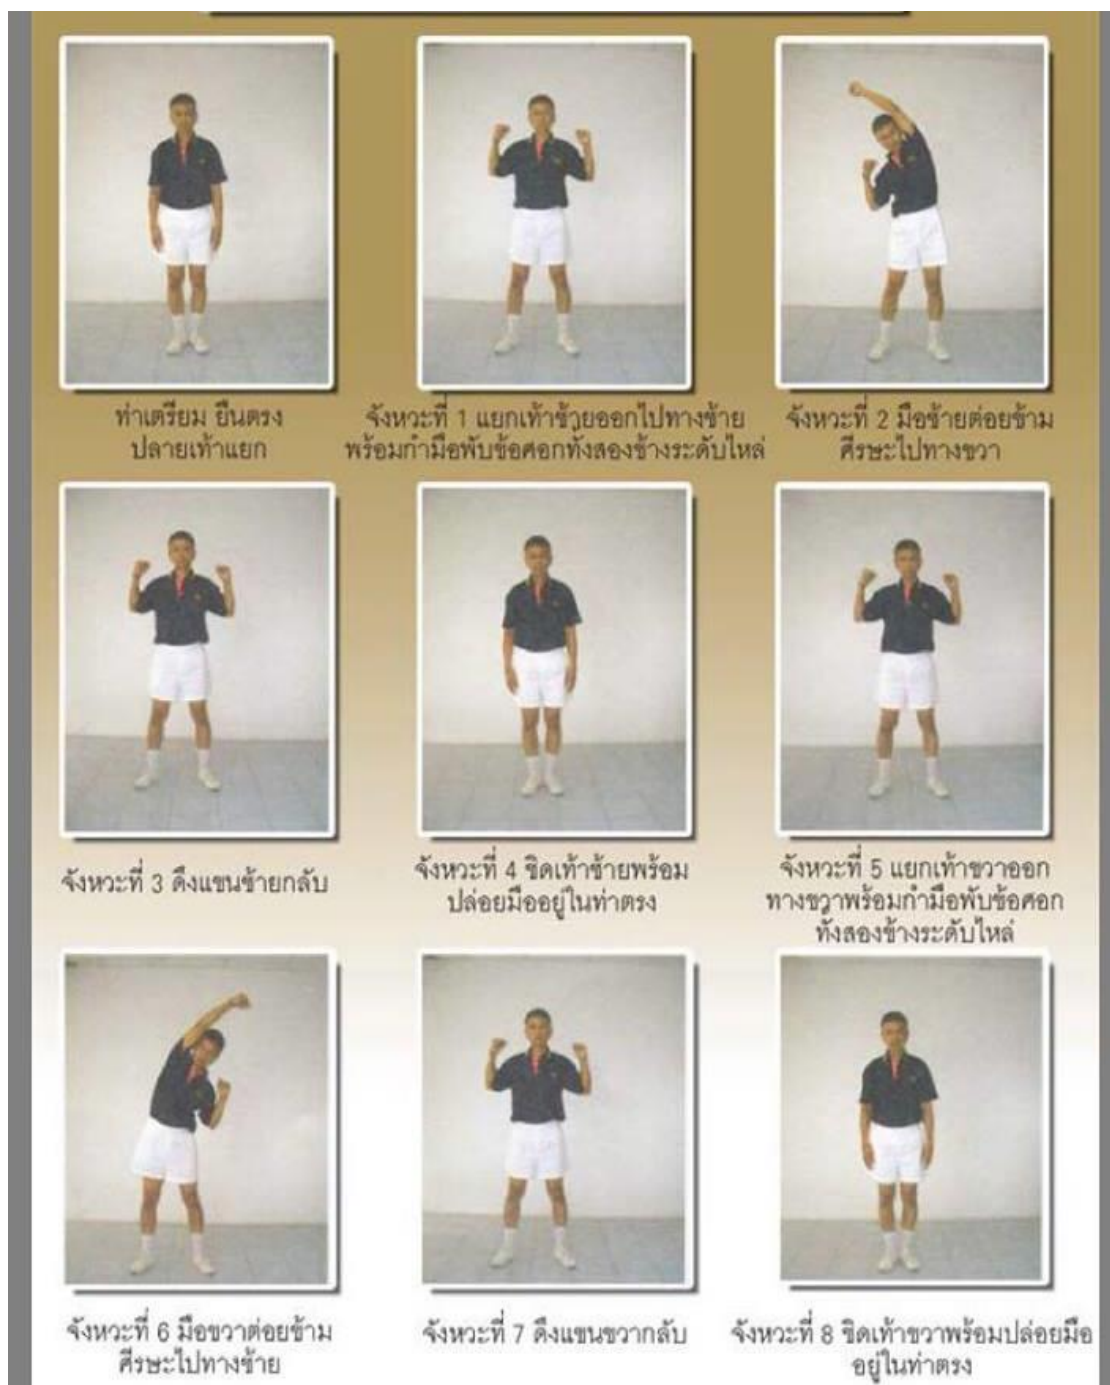 ท่าเตรียม ยืนตรง
ปลายเท้าแยก
จังหวะที่ 1 แยกเท้าซ้ายออกไปทางซ้าย
พร้อมกำมือพับข้อศอกทั้งสองข้างระดับไหล่
จังหวะที่ 2 มือซ้ายต่อยข้าม
ศีรษะไปทางขวา
จังหวะที่ 3 ดึงแขนซ้ายกลับ
จังหวะที่ 4 ชิดเท้าซ้ายพร้อม
ปล่อยมืออยู่ในท่าตรง
จังหวะที่ 5 แยกเท้าขวาออก
ทางขวาพร้อมกำมือพับข้อศอก
ทั้งสองข้างระดับไหล่
จังหวะที่ 6 มือขวาต่อยข้าม
ศีรษะไปทางซ้าย
จังหวะที่ 7 ดึงแขนขวากลับ
จังหวะที่ 8 ชิดเท้าขวาพร้อมปล่อยมือ
อยู่ในท่าตรง